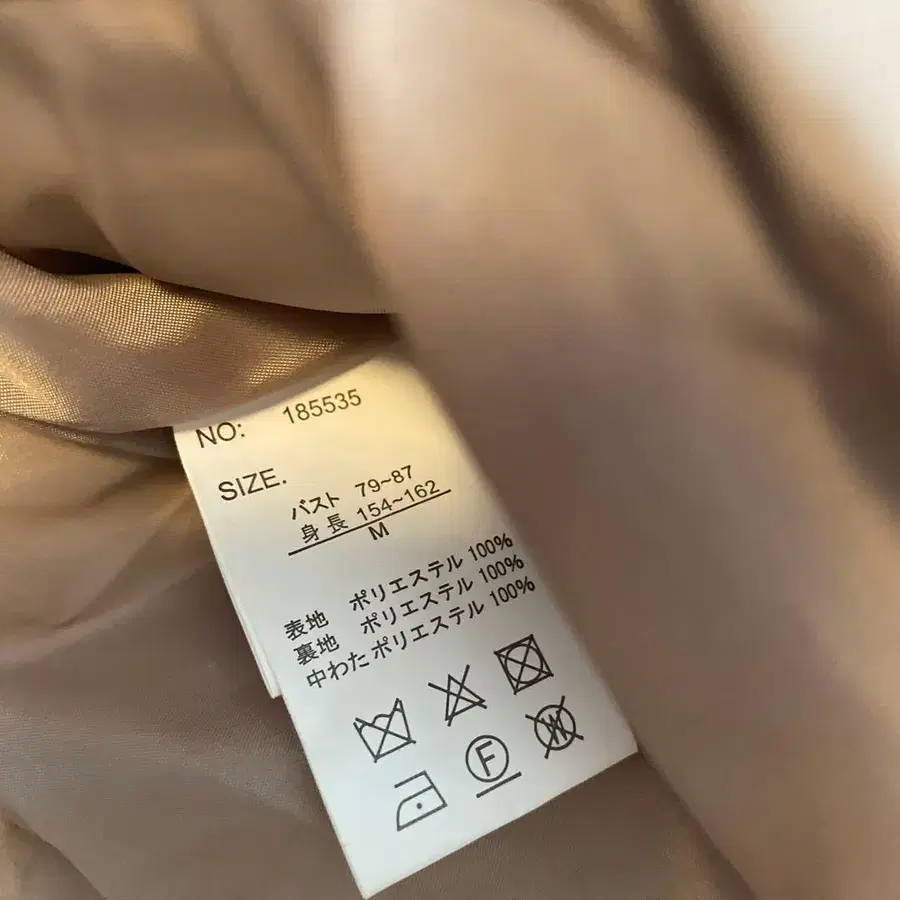 NO: 185535
SIZE.
バスト 79~87
身長 154~162
M
表地 ポリエステル 100%
裏地 ポリエステル 100%
中わた ポリエステル 100%
F
W